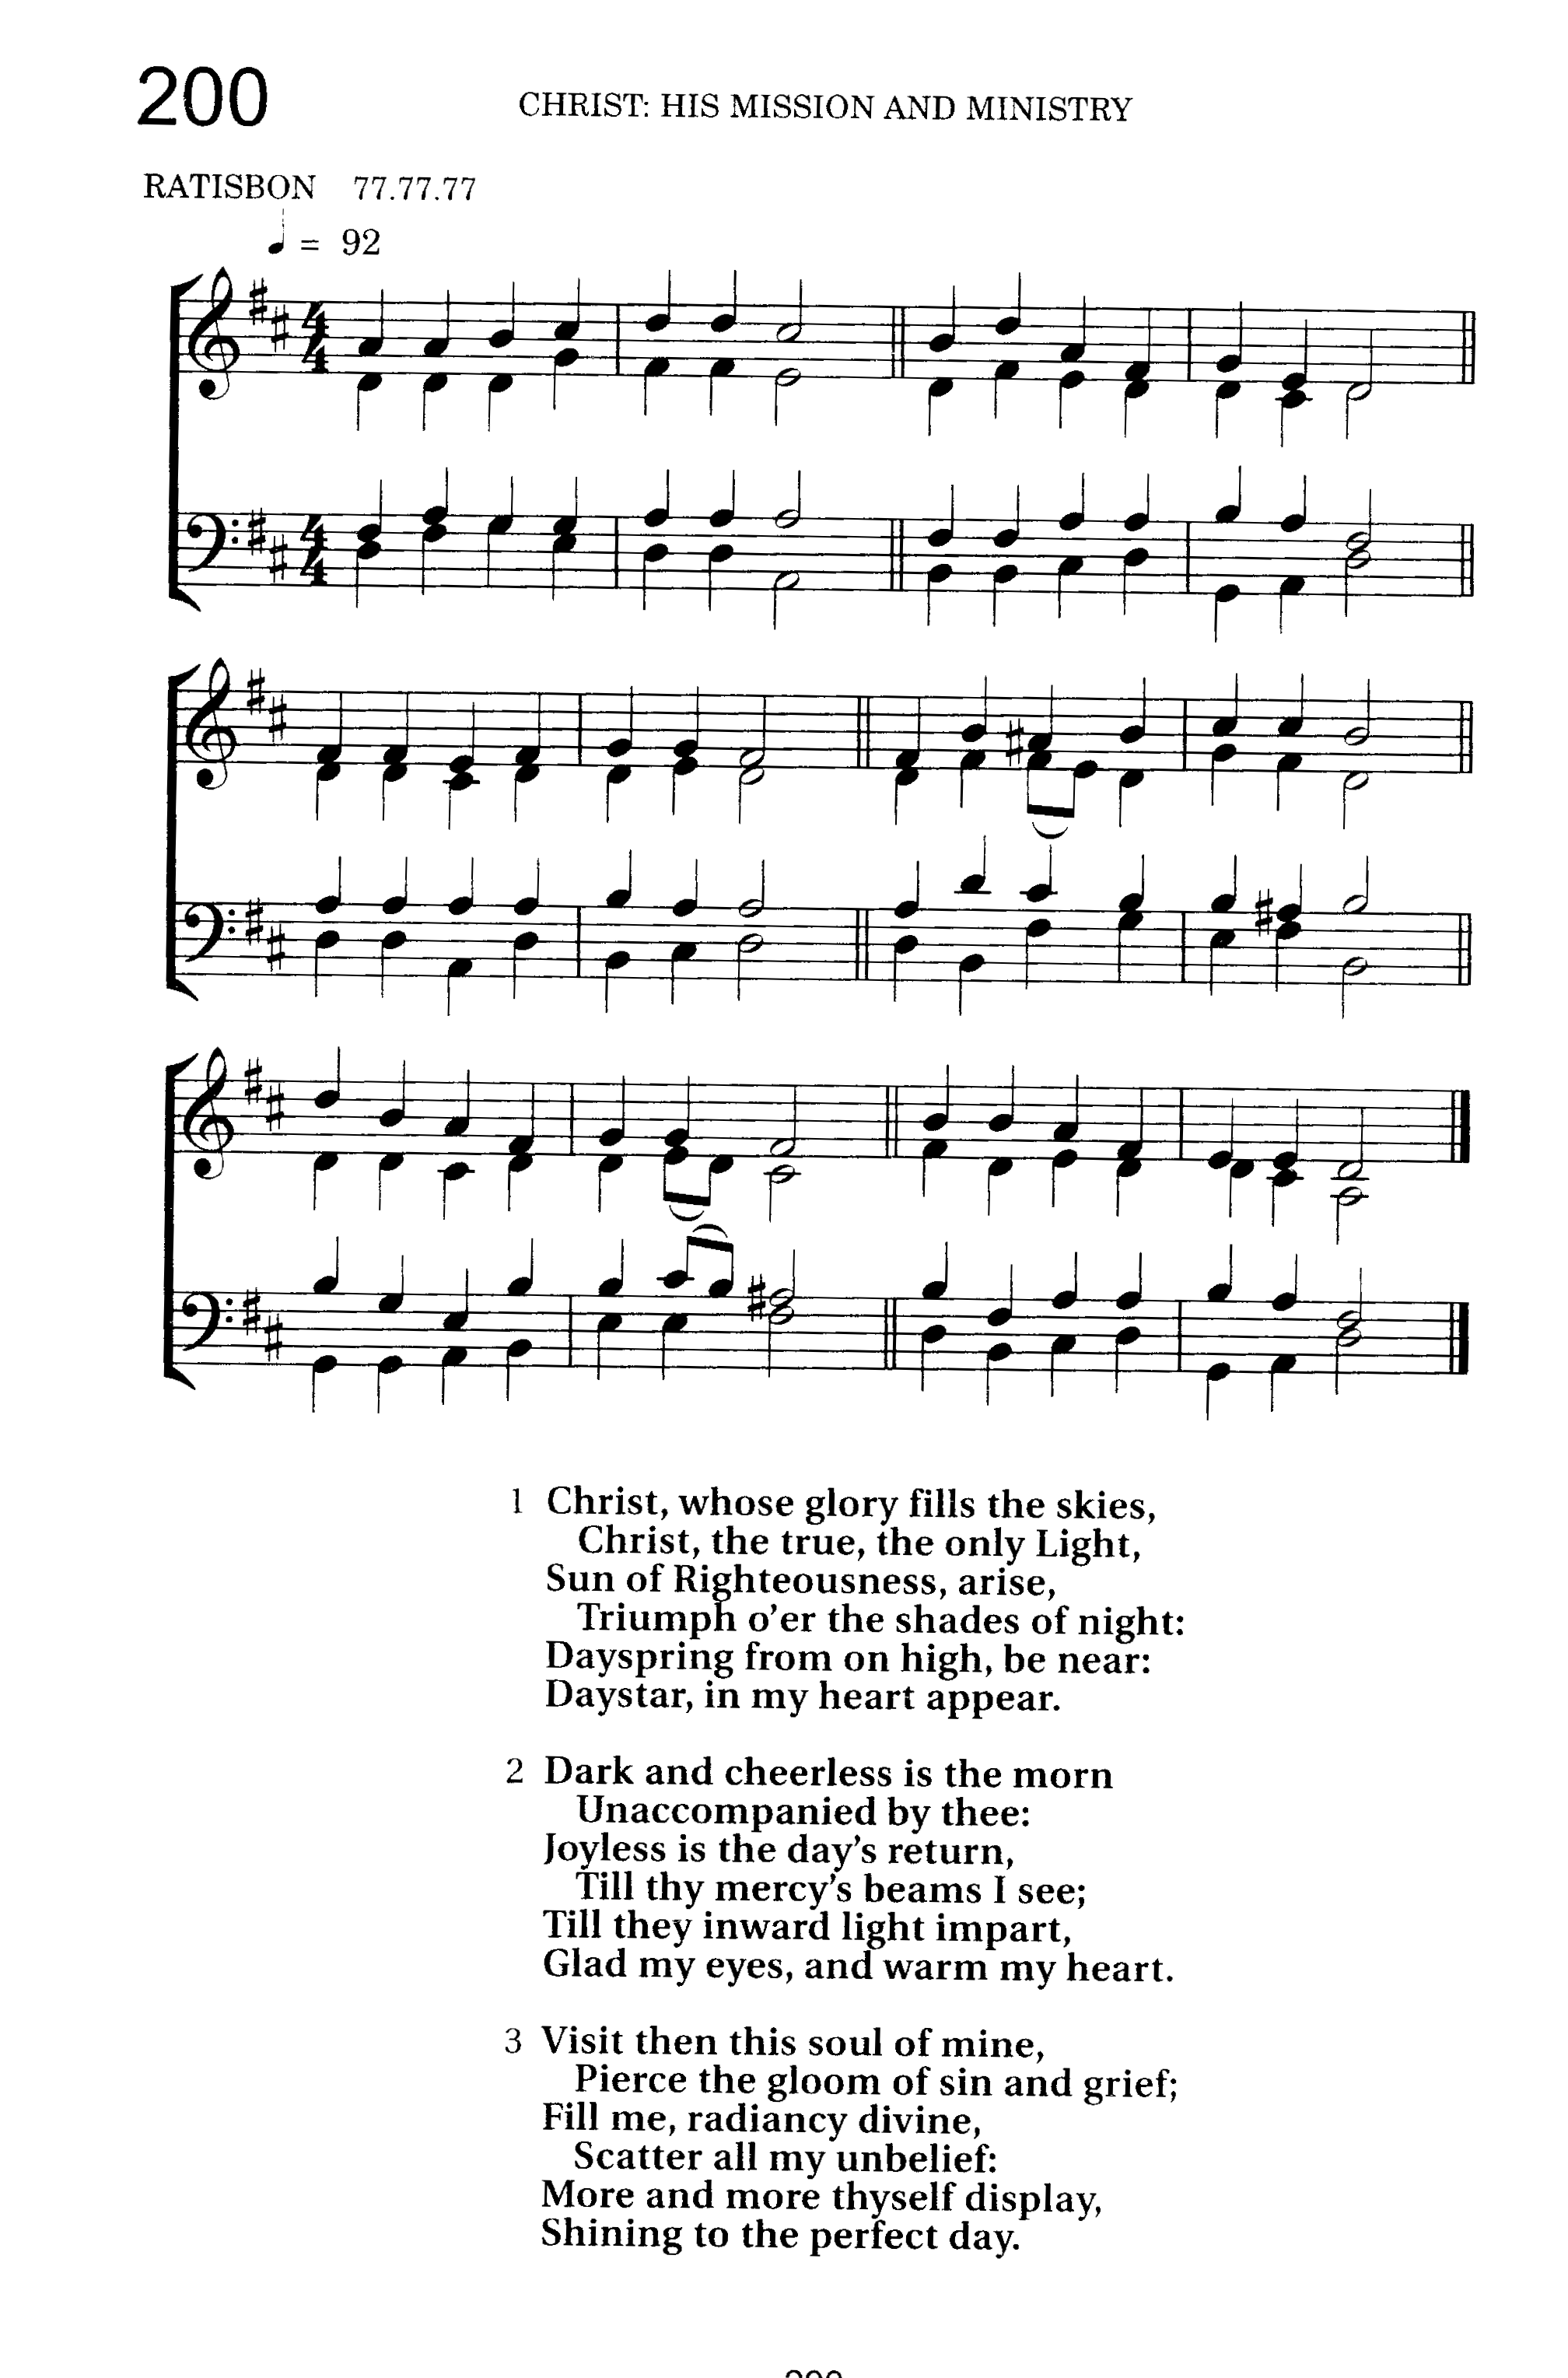 200
CHRIST: HIS MISSION AND MINISTRY
RATISBON 77.77.77
♩ = 92
1 Christ, whose glory fills the skies,
Christ, the true, the only Light,
Sun of Righteousness, arise,
Triumph o’er the shades of night:
Dayspring from on high, be near:
Daystar, in my heart appear.
2 Dark and cheerless is the morn
Unaccompanied by thee:
Joyless is the day’s return,
Till thy mercy’s beams I see;
Till they inward light impart,
Glad my eyes, and warm my heart.
3 Visit then this soul of mine,
Pierce the gloom of sin and grief;
Fill me, radiancy divine,
Scatter all my unbelief:
More and more thyself display,
Shining to the perfect day.